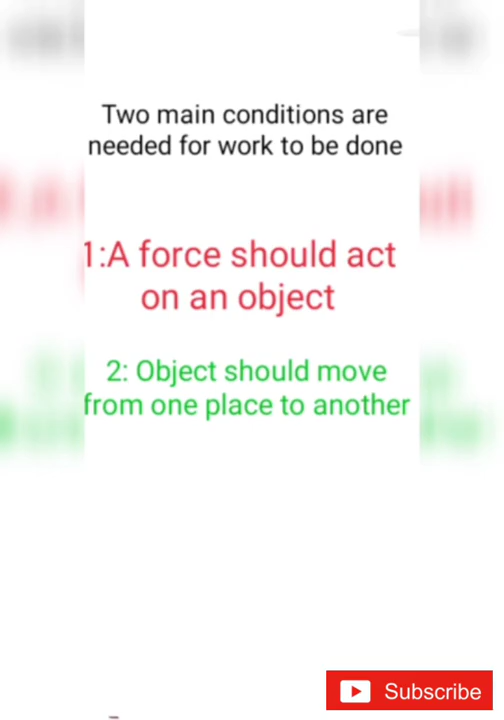 Two main conditions are
needed for work to be done
1:A force should act
on an object
2: Object should move
from one place to another
Subscribe